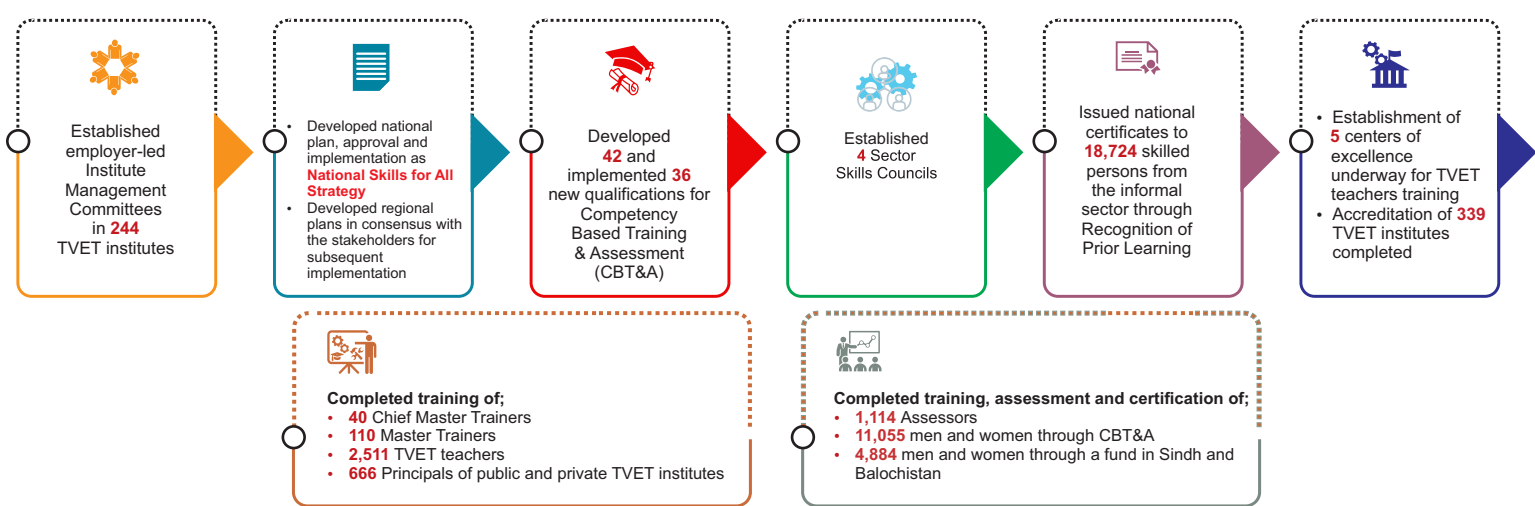 Established
employer-led
Institute
Management
Committees
in 244
TVET institutes
• Developed national
plan, approval and
implementation as
National Skills for All
Strategy
• Developed regional
plans in consensus with
the stakeholders for
subsequent
implementation
Developed
42 and
implemented 36
new qualifications for
Competency
Based Training
& Assessment
(CBT&A)
Established
4 Sector
Skills Councils
Issued national
certificates to
18,724 skilled
persons from
the informal
sector through
Recognition of
Prior Learning
• Establishment of
5 centers of
excellence
underway for TVET
teachers training
• Accreditation of 339
TVET institutes
completed
Completed training of;
• 40 Chief Master Trainers
• 110 Master Trainers
• 2,511 TVET teachers
• 666 Principals of public and private TVET institutes
Completed training, assessment and certification of;
• 1,114 Assessors
• 11,055 men and women through CBT&A
• 4,884 men and women through a fund in Sindh and
Balochistan